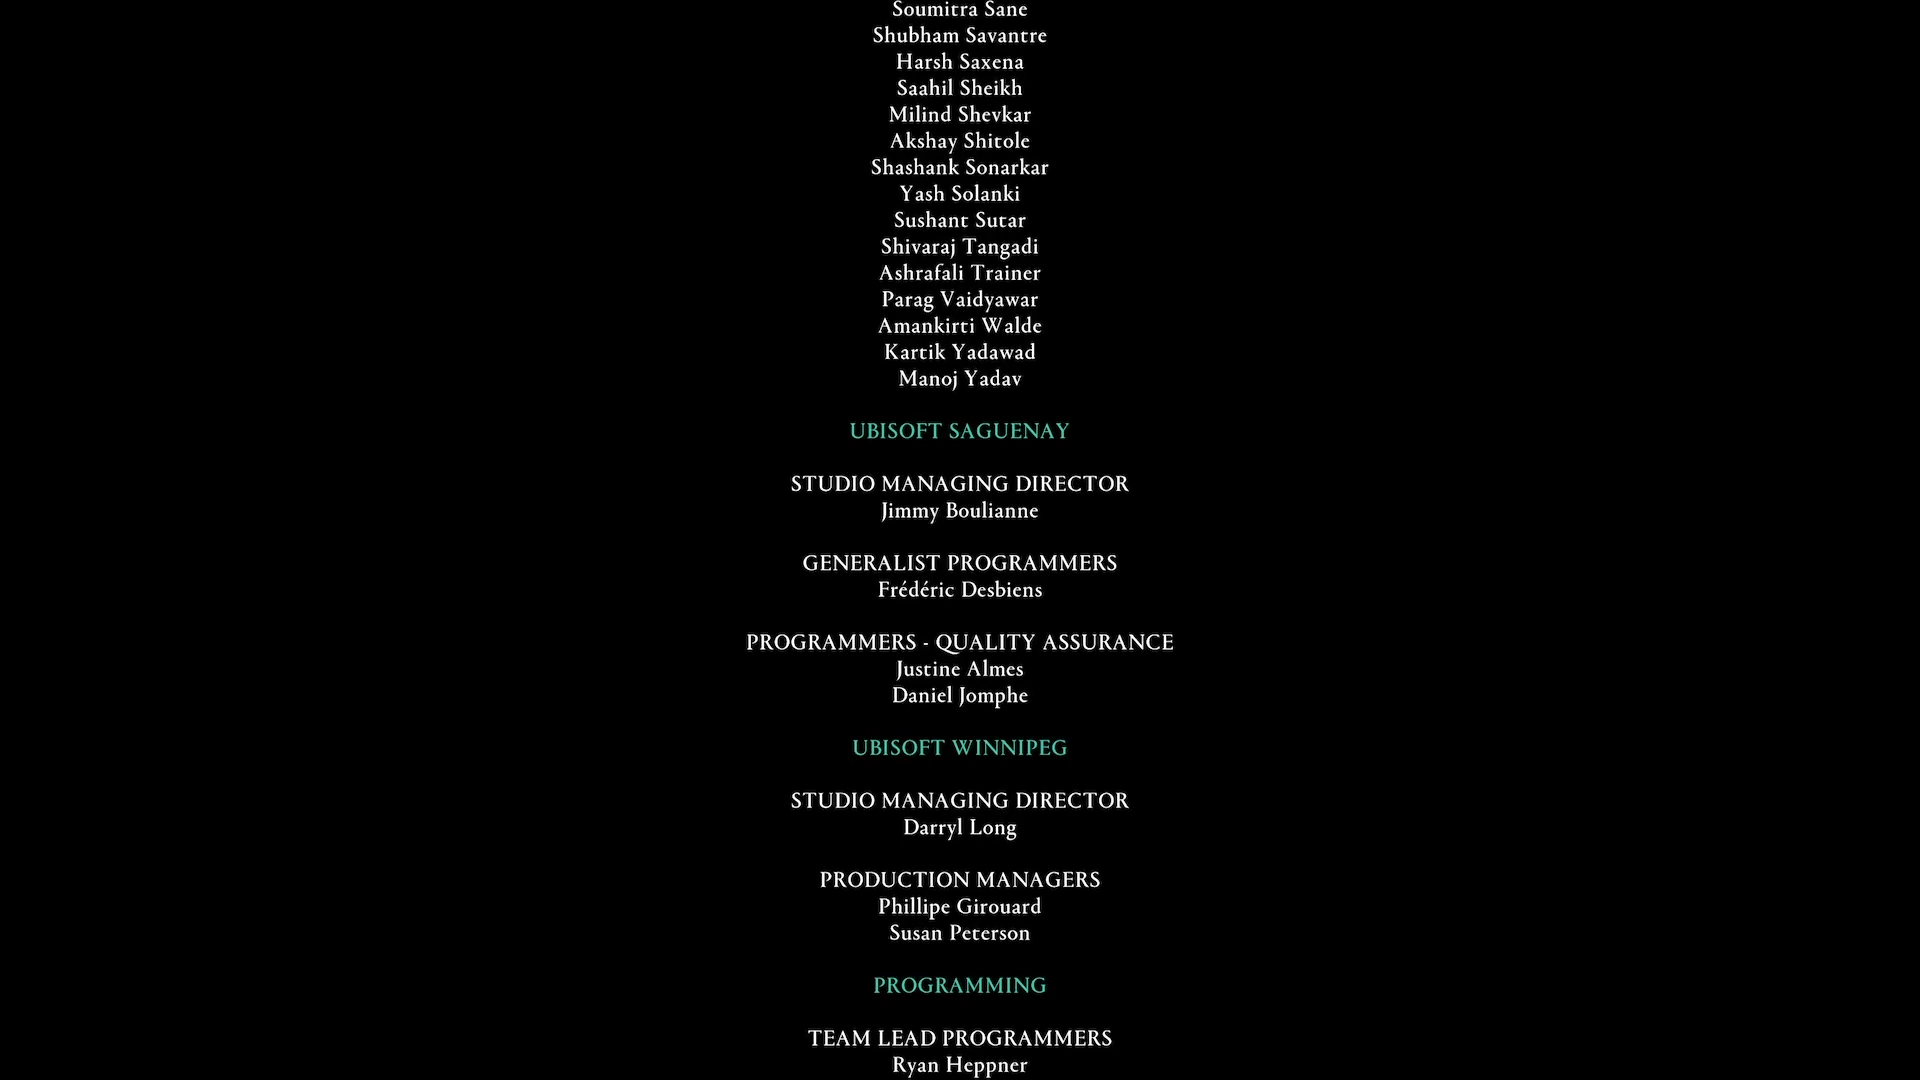 Soumitra Sane
Shubham Savantre
Harsh Saxena
Saahil Sheikh
Milind Shevkar
Akshay Shitole
Shashank Sonarkar
Yash Solanki
Sushant Sutar
Shivaraj Tangadi
Ashrafali Trainer
Parag Vaidyawar
Amankirti Walde
Kartik Yadawad
Manoj Yadav
UBISOFT SAGUENAY
STUDIO MANAGING DIRECTOR
Jimmy Boulianne
GENERALIST PROGRAMMERS
Frédéric Desbiens
PROGRAMMERS - QUALITY ASSURANCE
Justine Almes
Daniel Jomphe
UBISOFT WINNIPEG
STUDIO MANAGING DIRECTOR
Darryl Long
PRODUCTION MANAGERS
Phillipe Girouard
Susan Peterson
PROGRAMMING
TEAM LEAD PROGRAMMERS
Ryan Heppner